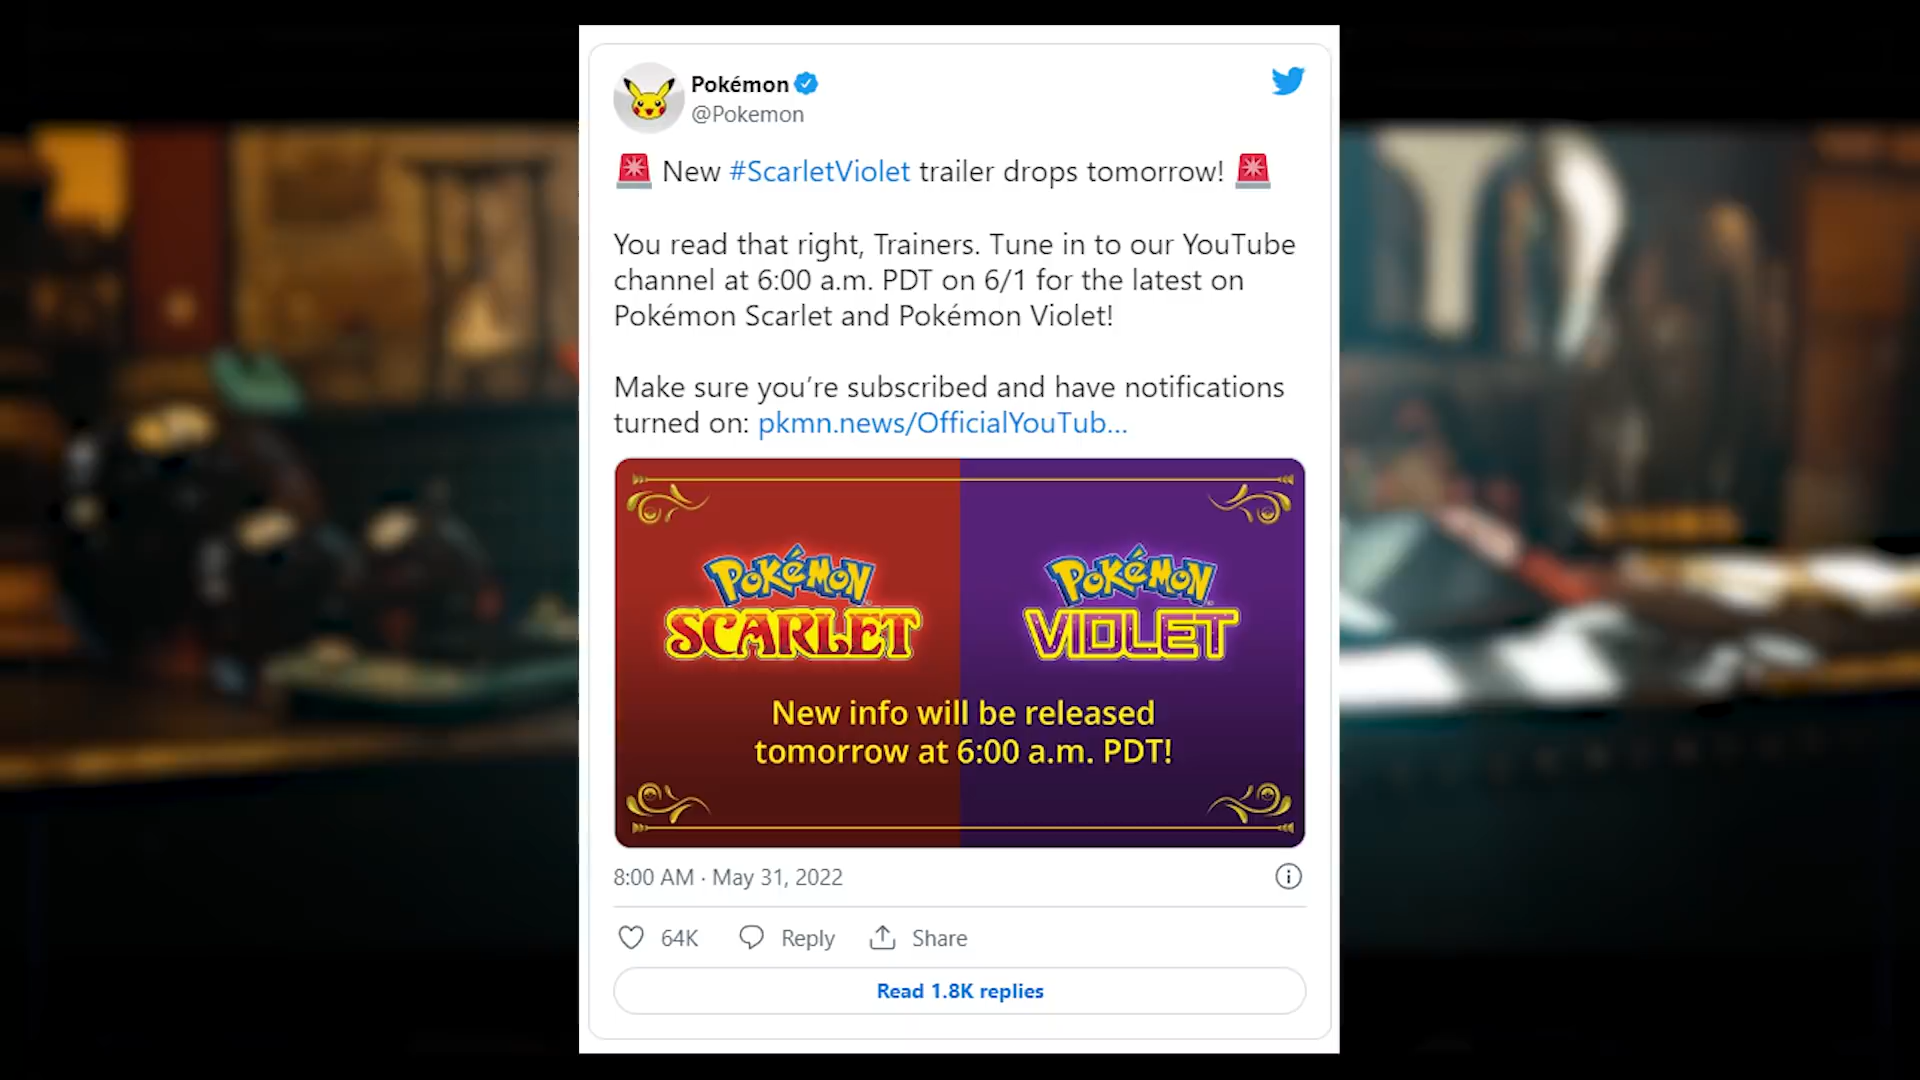 Pokémon
@Pokemon
🚨 New #ScarletViolet trailer drops tomorrow! 🚨
You read that right, Trainers. Tune in to our YouTube
channel at 6:00 a.m. PDT on 6/1 for the latest on
Pokémon Scarlet and Pokémon Violet!
Make sure you’re subscribed and have notifications
turned on: pkmn.news/OfficialYouTub…
POKéMON
SCARLET
POKéMON
VIOLET
New info will be released
tomorrow at 6:00 a.m. PDT!
8:00 AM · May 31, 2022
64K Reply Share
Read 1.8K replies